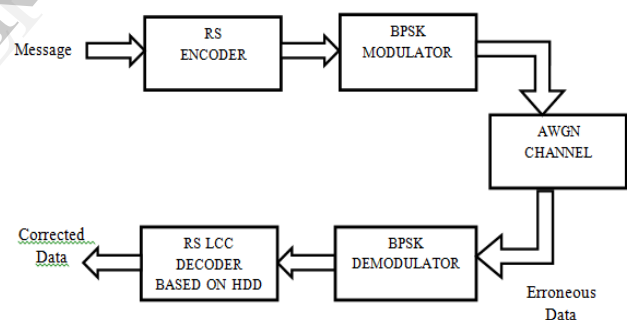 Message
RS
ENCODER
BPSK
MODULATOR
AWGN
CHANNEL
Corrected
Data
RS LCC
DECODER
BASED ON HDD
BPSK
DEMODULATOR
Erroneous
Data